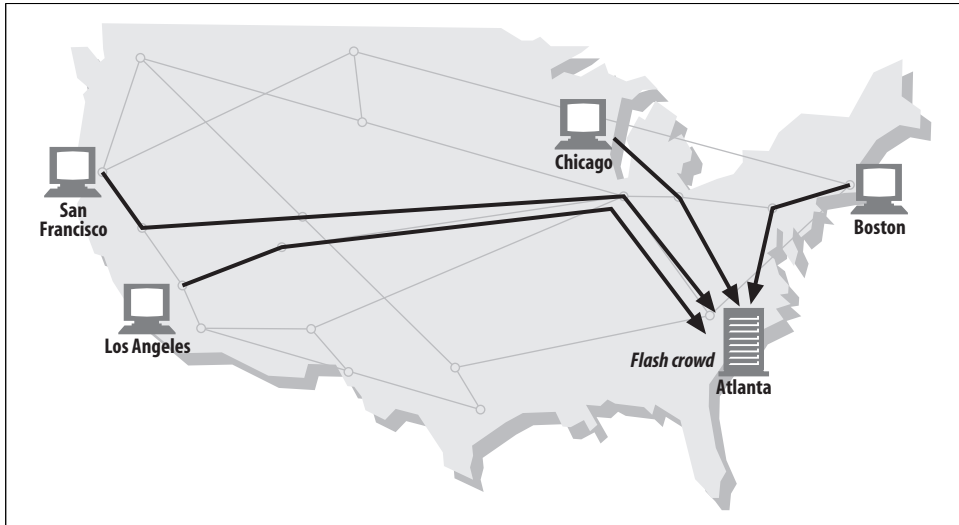 Chicago
San
Francisco
Boston
Los Angeles
Flash crowd
Atlanta